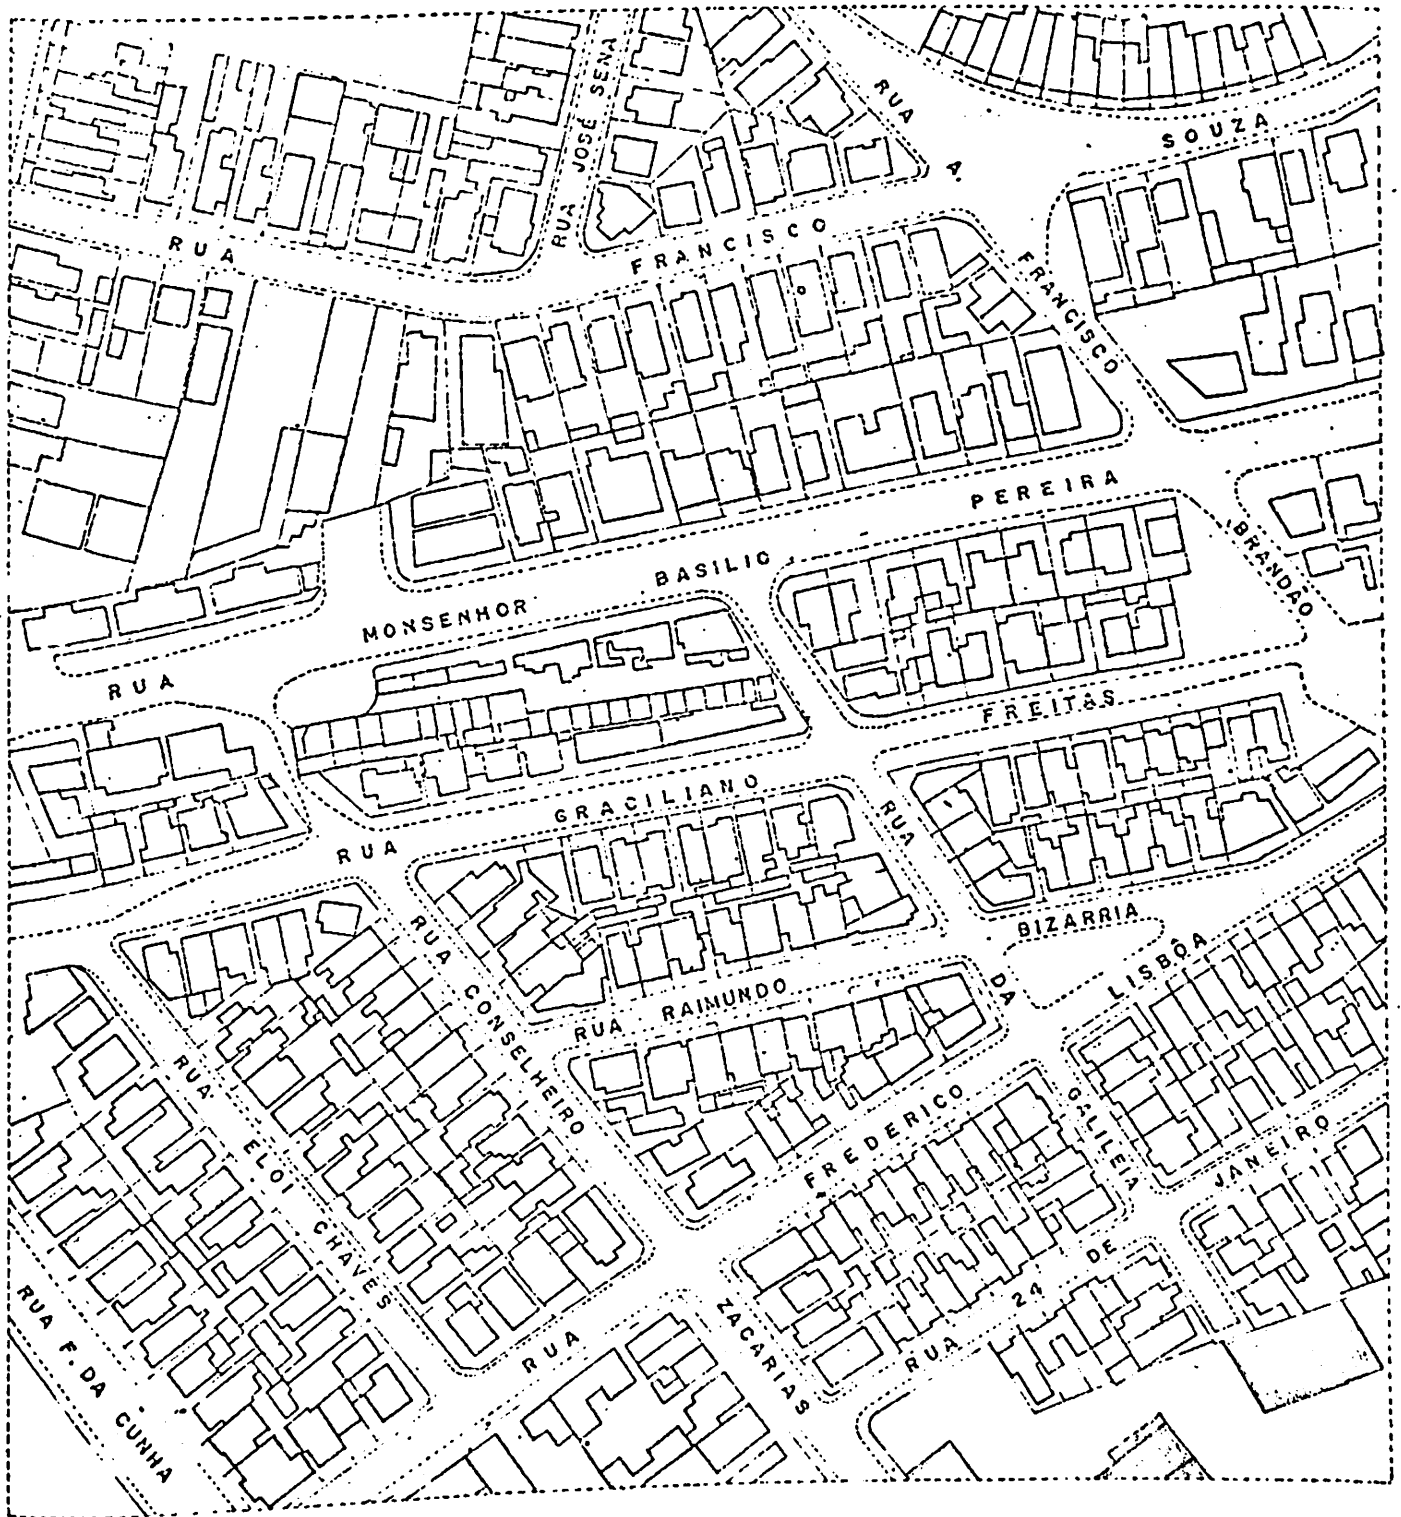 RUA JOSÉ SENA
RUA A. FRANCISCO BRANDÃO
RUA FRANCISCO SOUZA
RUA MONSENHOR BASILIO PEREIRA
RUA GRACILIANO FREITAS
RUA DA GALILEIA
RUA RAIMUNDO BIZARRIA
RUA CONSELHEIRO ZACARIAS
RUA FREDERICO LISBÔA
RUA ELOI CHAVES
RUA 24 DE JANEIRO
RUA F. DA CUNHA